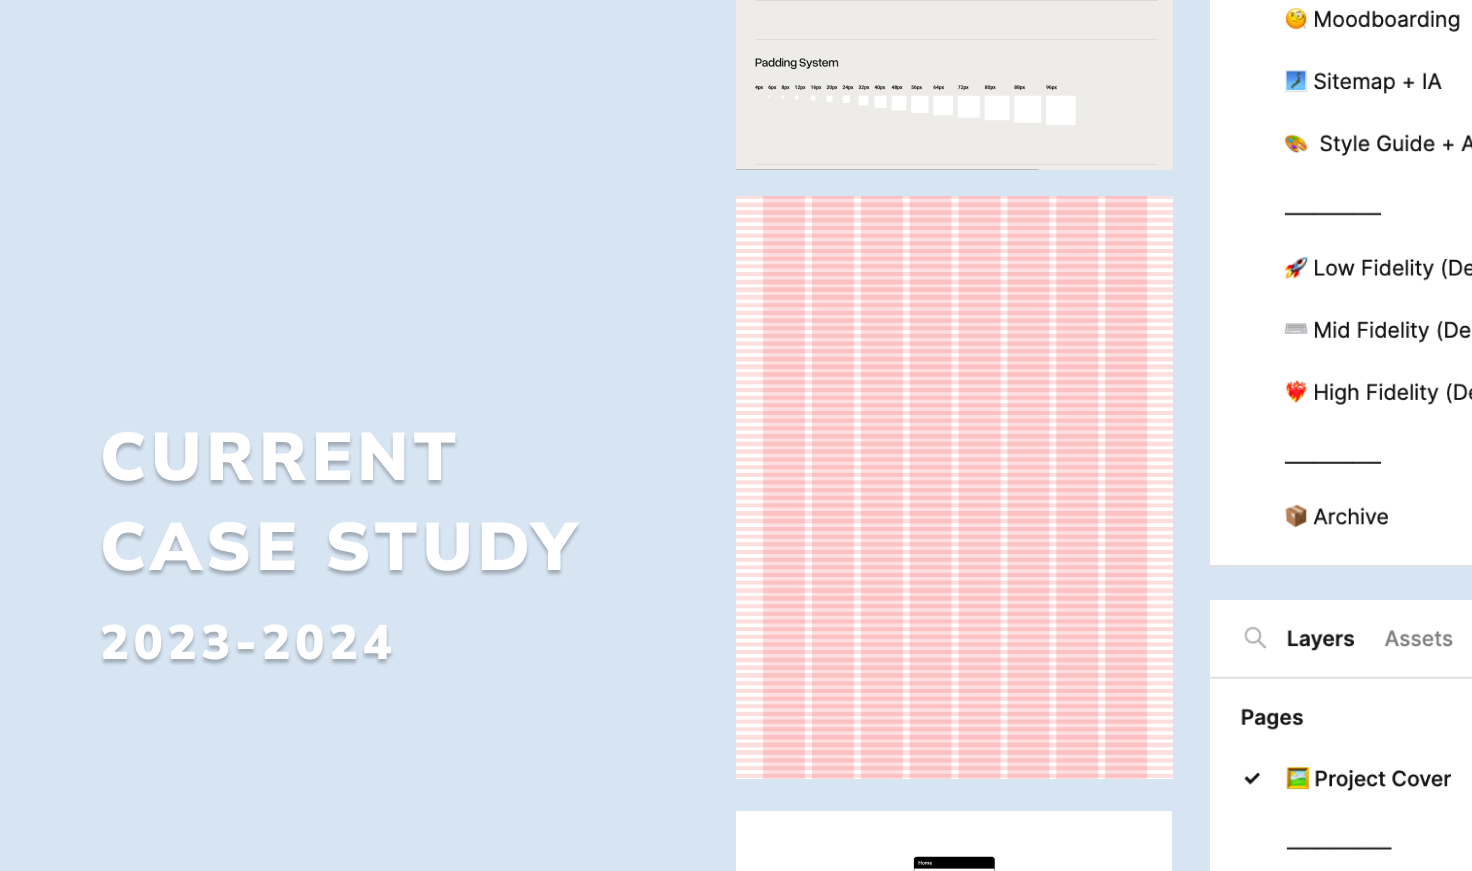 CURRENT
CASE STUDY
2023-2024
Padding System
4px 6px 8px 12px 16px 20px 24px 32px 40px 48px 56px 64px 72px 80px 88px 96px
Home
Moodboarding
Sitemap + IA
Style Guide + A
Low Fidelity (De
Mid Fidelity (De
High Fidelity (De
Archive
Layers Assets
Pages
Project Cover